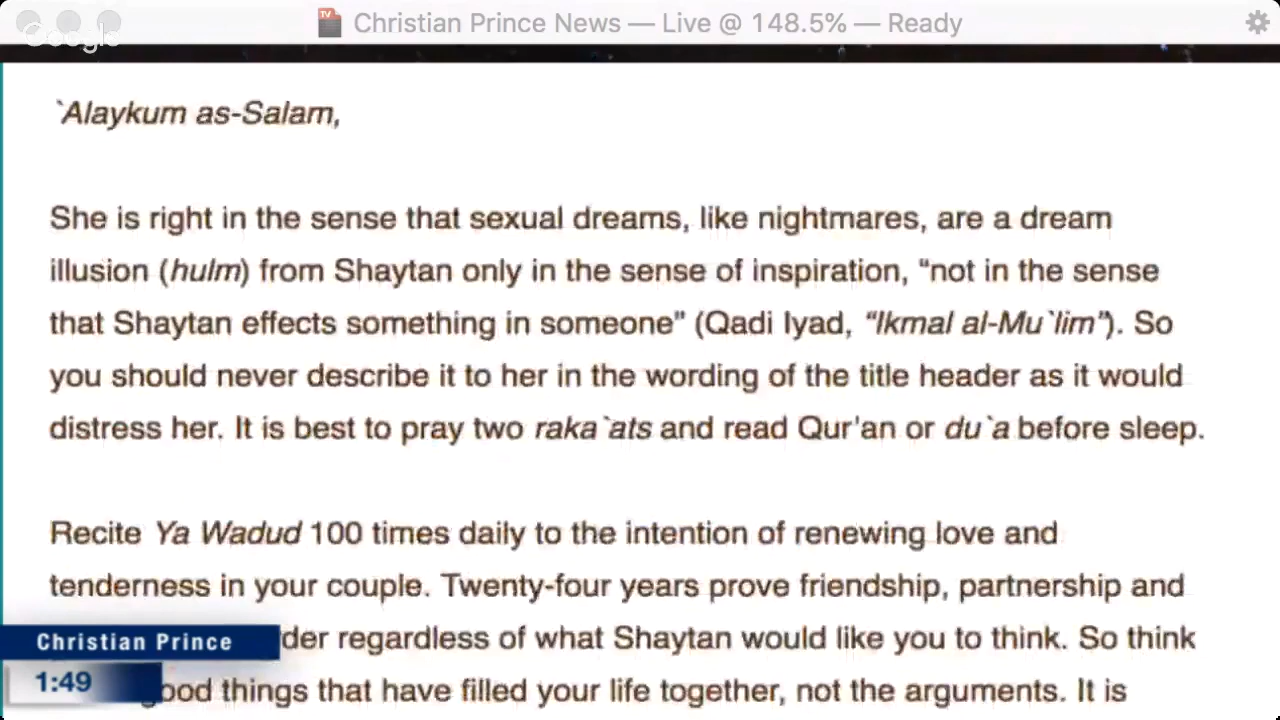 Christian Prince News — Live @ 148.5% — Ready
Google
`Alaykum as-Salam,
She is right in the sense that sexual dreams, like nightmares, are a dream
illusion (hulm) from Shaytan only in the sense of inspiration, "not in the sense
that Shaytan effects something in someone" (Qadi Iyad, "Ikmal al-Mu`lim"). So
you should never describe it to her in the wording of the title header as it would
distress her. It is best to pray two raka`ats and read Qur'an or du`a before sleep.
Recite Ya Wadud 100 times daily to the intention of renewing love and
tenderness in your couple. Twenty-four years prove friendship, partnership and
regardless of what Shaytan would like you to think. So think
things that have filled your life together, not the arguments. It is
Christian Prince
1:49